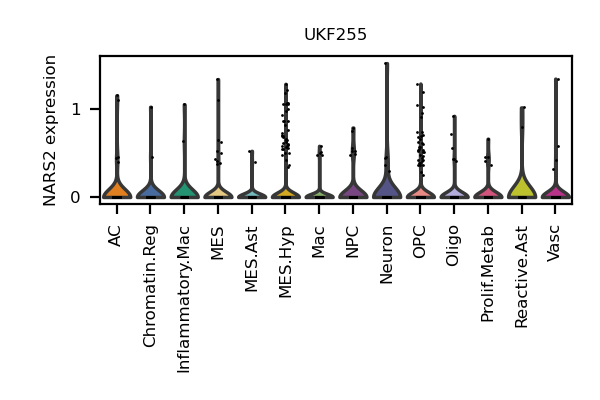 UKF255
NARS2 expression
1
0
AC
Chromatin.Reg
Inflammatory.Mac
MES
MES.Ast
MES.Hyp
Mac
NPC
Neuron
OPC
Oligo
Prolif.Metab
Reactive.Ast
Vasc